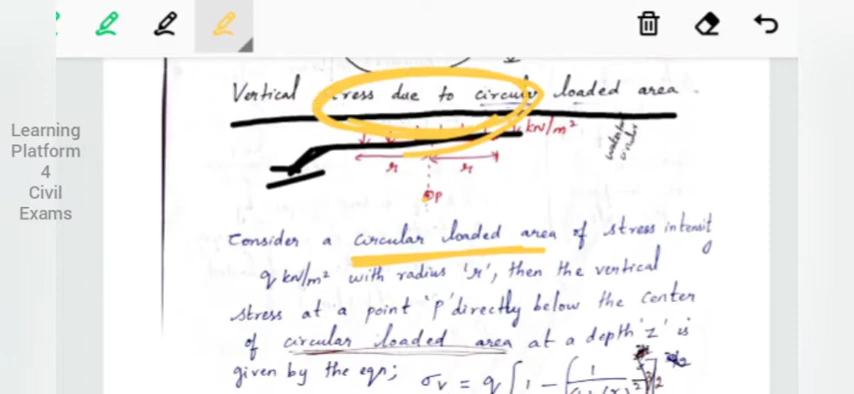 Vertical stress due to circular loaded area
kN/m²
r r
P
Learning
Platform
4
Civil
Exams
Consider a circular loaded area of stress intensity
q kN/m² with radius 'r', then the vertical
stress at a point 'P' directly below the center
of circular loaded area at a depth 'z' is
given by the eqn; σv = q [1 - (1